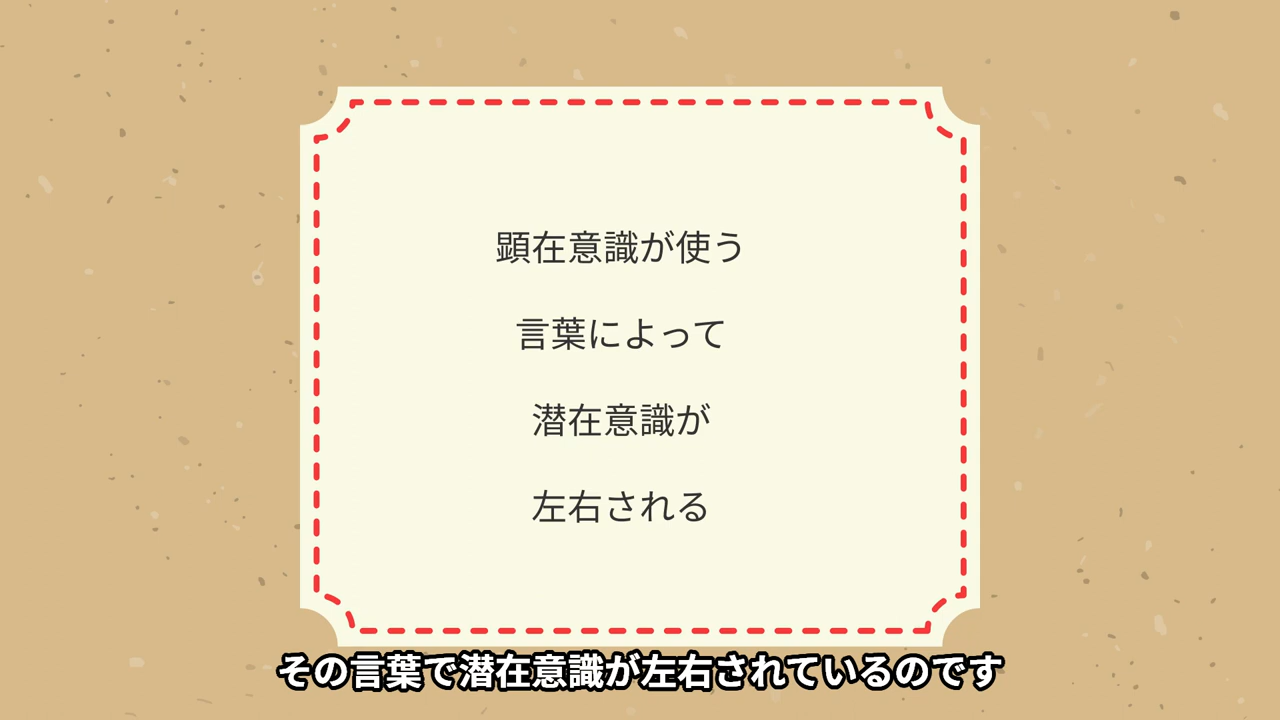 顕在意識が使う
言葉によって
潜在意識が
左右される
その言葉で潜在意識が左右されているのです